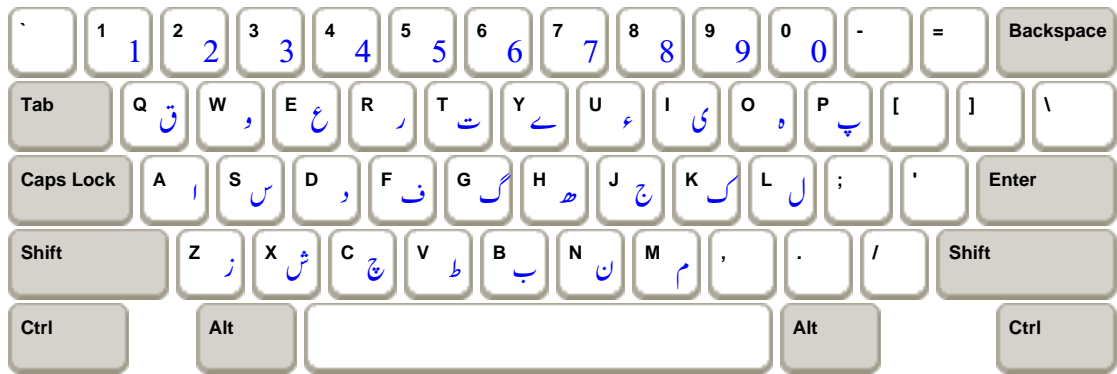 ` 1 1 2 2 3 3 4 4 5 5 6 6 7 7 8 8 9 9 0 0 - = Backspace
Tab Q ق W و E ع R ر T ت Y ے U ء I ی O ہ P پ [ ] \
Caps Lock A ا S س D د F ف G گ H ھ J ج K ک L ل ; ' Enter
Shift Z ز X ش C چ V ط B ب N ن M م , . / Shift
Ctrl Alt Alt Ctrl